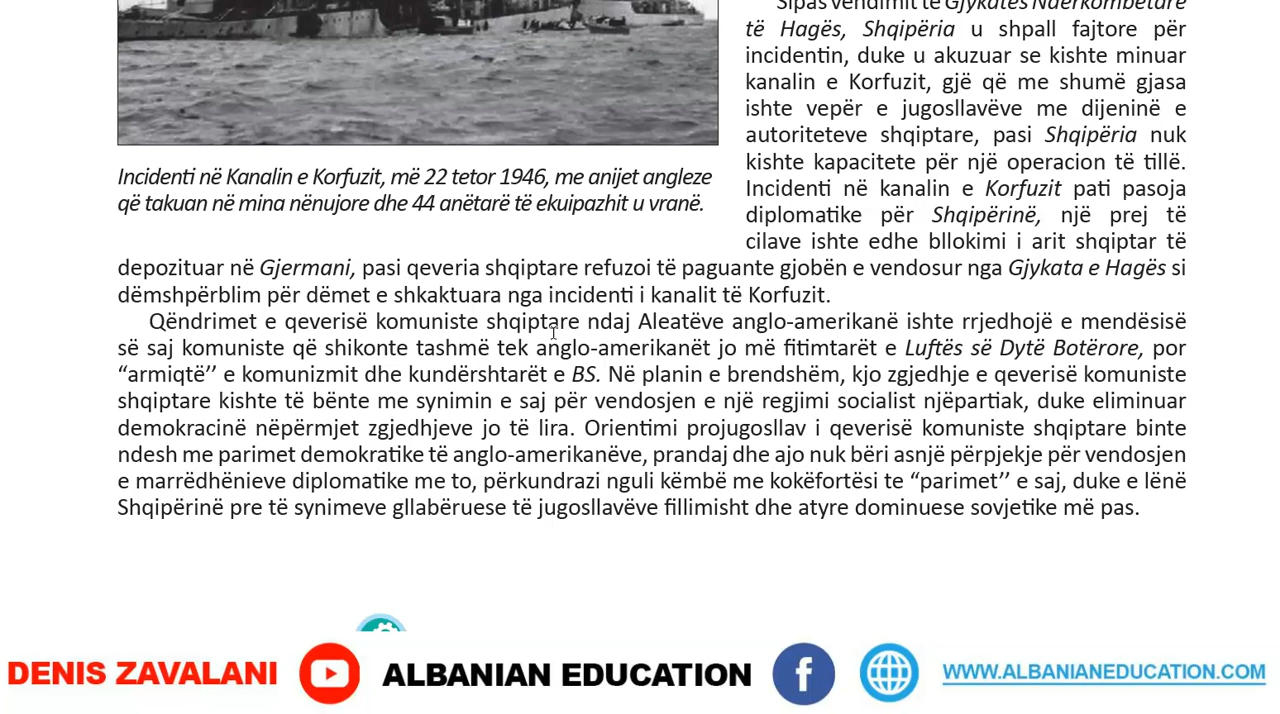 Sipas vendimit të Gjykatës Ndërkombëtare
të Hagës, Shqipëria u shpall fajtore për
incidentin, duke u akuzuar se kishte minuar
kanalin e Korfuzit, gjë që me shumë gjasa
ishte vepër e jugosllavëve me dijeninë e
autoriteteve shqiptare, pasi Shqipëria nuk
kishte kapacitete për një operacion të tillë.
Incidenti në kanalin e Korfuzit pati pasoja
diplomatike për Shqipërinë, një prej të
cilave ishte edhe bllokimi i arit shqiptar të
Incidenti në Kanalin e Korfuzit, më 22 tetor 1946, me anijet angleze
që takuan në mina nënujore dhe 44 anëtarë të ekuipazhit u vranë.
depozituar në Gjermani, pasi qeveria shqiptare refuzoi të paguante gjobën e vendosur nga Gjykata e Hagës si
dëmshpërblim për dëmet e shkaktuara nga incidenti i kanalit të Korfuzit.
Qëndrimet e qeverisë komuniste shqiptare ndaj Aleatëve anglo-amerikanë ishte rrjedhojë e mendësisë
së saj komuniste që shikonte tashmë tek anglo-amerikanët jo më fitimtarët e Luftës së Dytë Botërore, por
“armiqtë’’ e komunizmit dhe kundërshtarët e BS. Në planin e brendshëm, kjo zgjedhje e qeverisë komuniste
shqiptare kishte të bënte me synimin e saj për vendosjen e një regjimi socialist njëpartiak, duke eliminuar
demokracinë nëpërmjet zgjedhjeve jo të lira. Orientimi projugosllav i qeverisë komuniste shqiptare binte
ndesh me parimet demokratike të anglo-amerikanëve, prandaj dhe ajo nuk bëri asnjë përpjekje për vendosjen
e marrëdhënieve diplomatike me to, përkundrazi nguli këmbë me kokëfortësi te “parimet’’ e saj, duke e lënë
Shqipërinë pre të synimeve gllabëruese të jugosllavëve fillimisht dhe atyre dominuese sovjetike më pas.
DENIS ZAVALANI
ALBANIAN EDUCATION
WWW.ALBANIANEDUCATION.COM